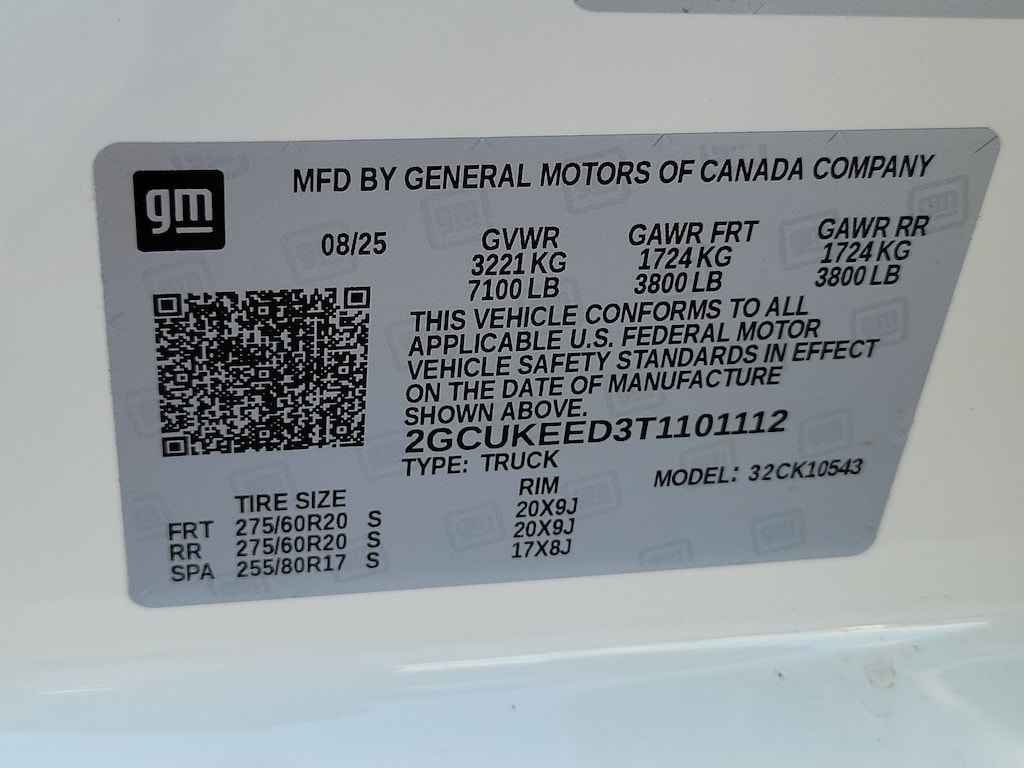 gm
MFD BY GENERAL MOTORS OF CANADA COMPANY
08/25
GVWR GAWR FRT GAWR RR
3221 KG 1724 KG 1724 KG
7100 LB 3800 LB 3800 LB
THIS VEHICLE CONFORMS TO ALL
APPLICABLE U.S. FEDERAL MOTOR
VEHICLE SAFETY STANDARDS IN EFFECT
ON THE DATE OF MANUFACTURE
SHOWN ABOVE.
2GCUKEED3T1101112
TYPE: TRUCK MODEL: 32CK10543
TIRE SIZE RIM
FRT 275/60R20 S 20X9J
RR 275/60R20 S 20X9J
SPA 255/80R17 S 17X8J